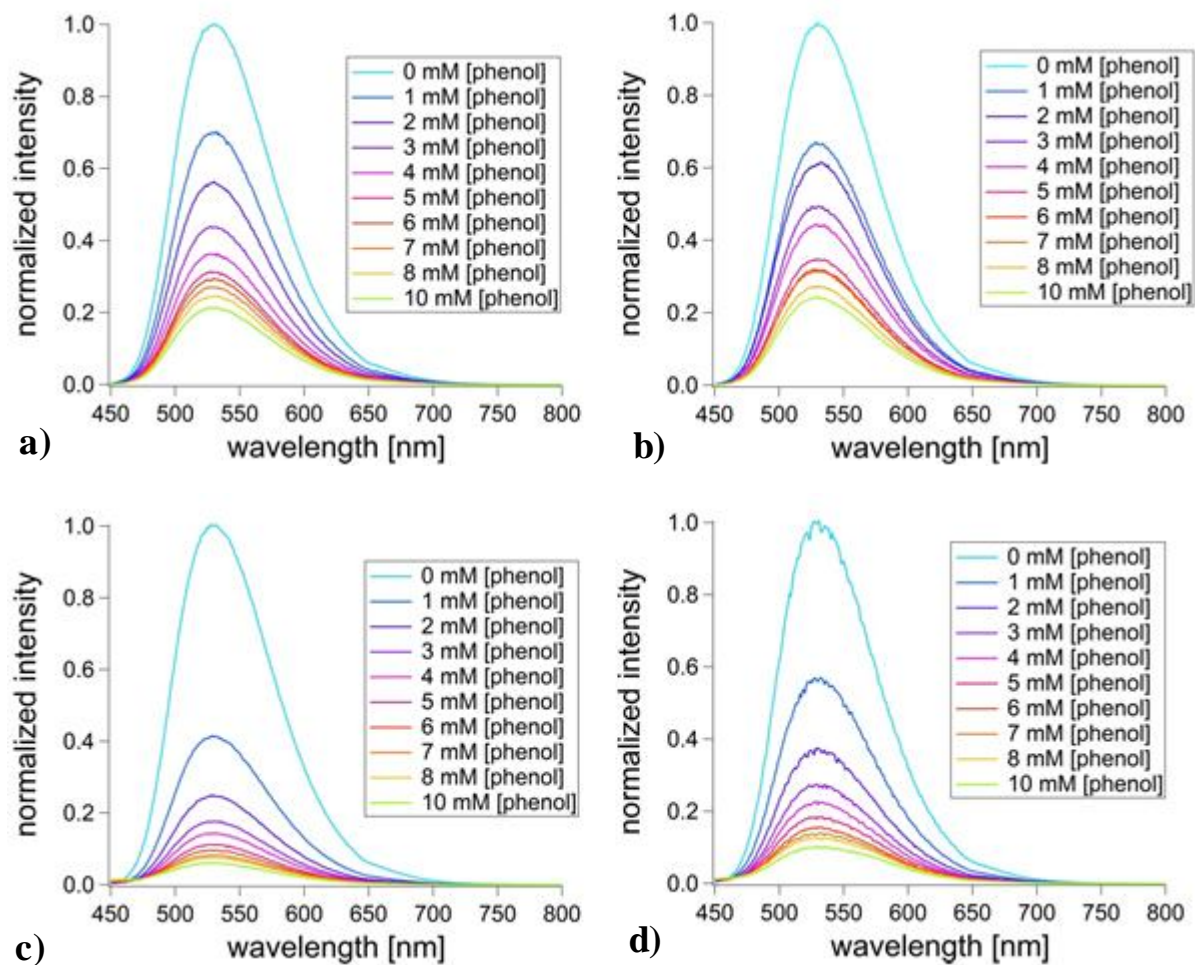 1.0
0.8
0.6
0.4
0.2
0.0
normalized intensity
450 500 550 600 650 700 750 800
wavelength [nm]
0 mM [phenol]
1 mM [phenol]
2 mM [phenol]
3 mM [phenol]
4 mM [phenol]
5 mM [phenol]
6 mM [phenol]
7 mM [phenol]
8 mM [phenol]
10 mM [phenol]
a)
1.0
0.8
0.6
0.4
0.2
0.0
normalized intensity
450 500 550 600 650 700 750 800
wavelength [nm]
0 mM [phenol]
1 mM [phenol]
2 mM [phenol]
3 mM [phenol]
4 mM [phenol]
5 mM [phenol]
6 mM [phenol]
7 mM [phenol]
8 mM [phenol]
10 mM [phenol]
b)
1.0
0.8
0.6
0.4
0.2
0.0
normalized intensity
450 500 550 600 650 700 750 800
wavelength [nm]
0 mM [phenol]
1 mM [phenol]
2 mM [phenol]
3 mM [phenol]
4 mM [phenol]
5 mM [phenol]
6 mM [phenol]
7 mM [phenol]
8 mM [phenol]
10 mM [phenol]
c)
1.0
0.8
0.6
0.4
0.2
0.0
normalized intensity
450 500 550 600 650 700 750 800
wavelength [nm]
0 mM [phenol]
1 mM [phenol]
2 mM [phenol]
3 mM [phenol]
4 mM [phenol]
5 mM [phenol]
6 mM [phenol]
7 mM [phenol]
8 mM [phenol]
10 mM [phenol]
d)